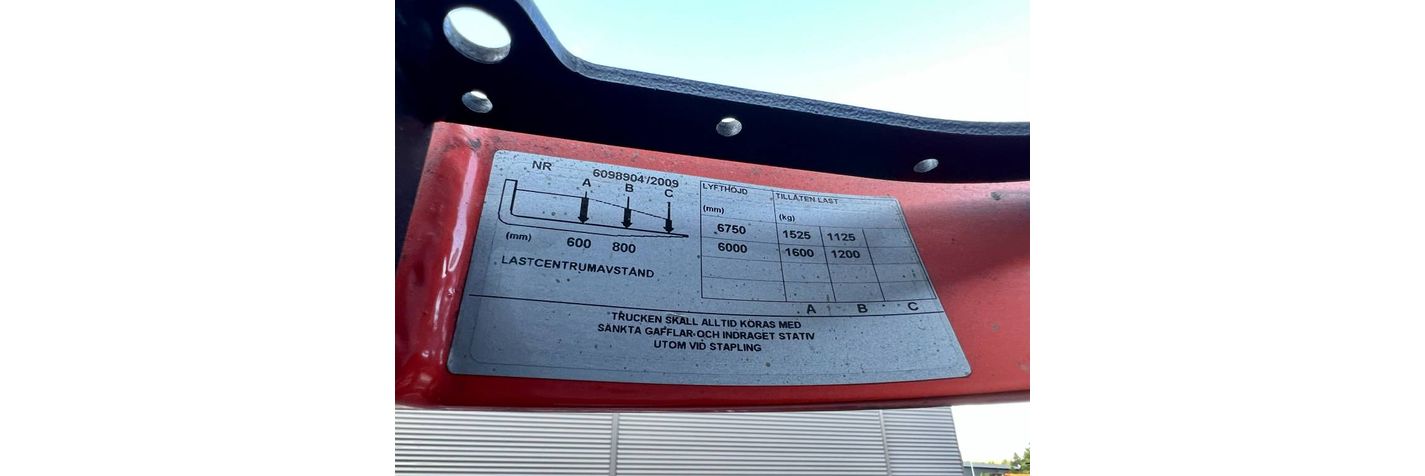 NR 6098904/2009
A B C
(mm) 600 800
LASTCENTRUMAVSTÅND
LYFTHÖJD TILLÅTEN LAST
(mm) (kg)
6750 1525 1125
6000 1600 1200
A B C
TRUCKEN SKALL ALLTID KÖRAS MED
SÄNKTA GAFFLAR OCH INDRAGET STATIV
UTOM VID STAPLING